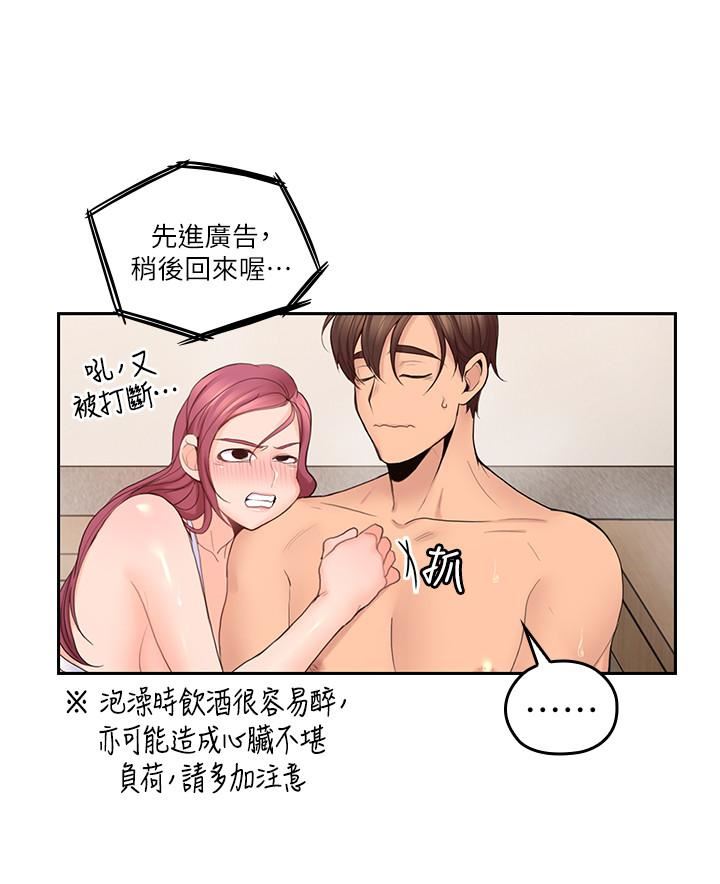 先進廣告，
稍後回來喔…
吼，又
被打斷…
抓
……
※ 泡澡時飲酒很容易醉，
亦可能造成心臟不堪
負荷，請多加注意